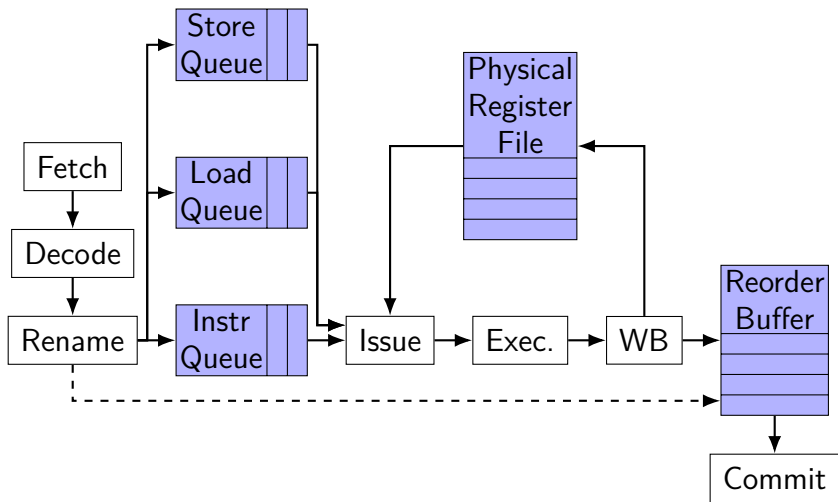 Store
Queue
Physical
Register
File
Fetch
Load
Queue
Decode
Reorder
Buffer
Rename
Instr
Queue
Issue
Exec.
WB
Commit